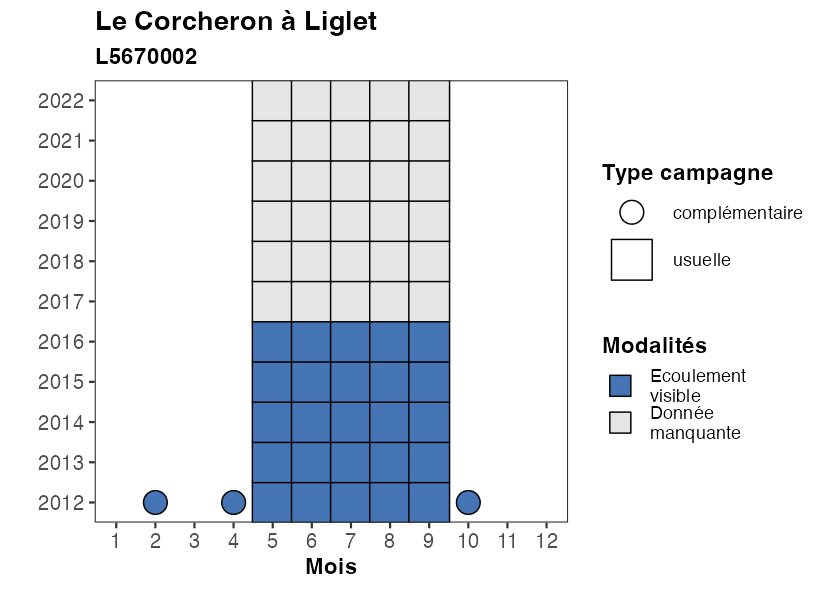 Le Corcheron à Liglet
L5670002
2022
2021
2020
2019
2018
2017
2016
2015
2014
2013
2012
1 2 3 4 5 6 7 8 9 10 11 12
Mois
Type campagne
complémentaire
usuelle
Modalités
Ecoulement
visible
Donnée
manquante